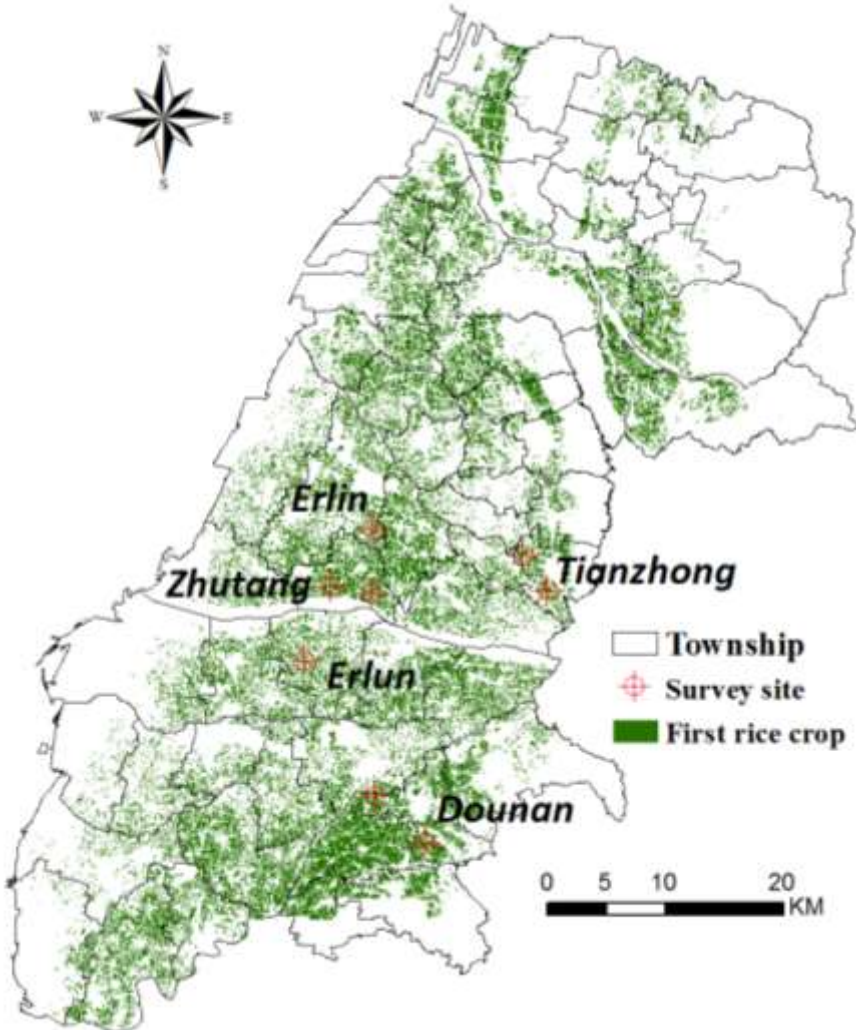 N
W E
S
Erlin
Zhutang
Tianzhong
Township
Erlun
Survey site
First rice crop
Dounan
0 5 10 20
KM